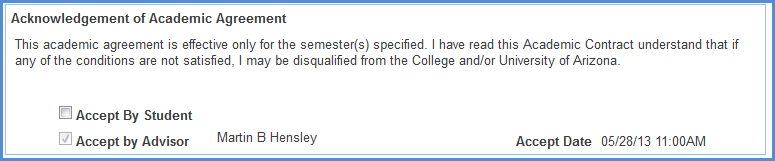 Acknowledgement of Academic Agreement
This academic agreement is effective only for the semester(s) specified. I have read this Academic Contract understand that if
any of the conditions are not satisfied, I may be disqualified from the College and/or University of Arizona.
Accept By Student
Accept by Advisor Martin B Hensley Accept Date 05/28/13 11:00AM